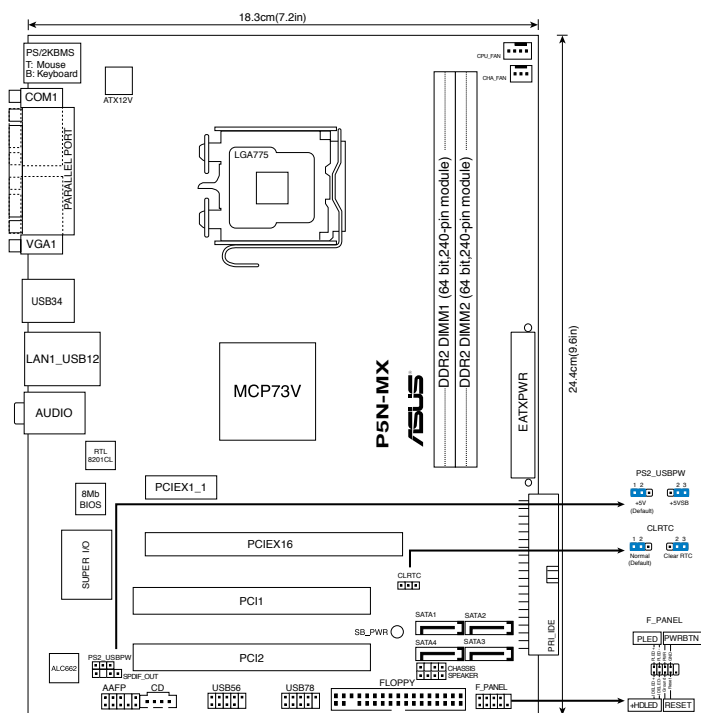 18.3cm(7.2in)
PS/2KBMS
T: Mouse
B: Keyboard
ATX12V
CPU_FAN
CHA_FAN
COM1
PARALLEL PORT
VGA1
LGA775
DDR2 DIMM1 (64 bit,240-pin module)
DDR2 DIMM2 (64 bit,240-pin module)
24.4cm(9.6in)
USB34
LAN1_USB12
AUDIO
MCP73V
P5N-MX
ASUS
EATXPWR
RTL
8201CL
8Mb
BIOS
SUPER I/O
PCIEX1_1
PCIEX16
PCI1
PCI2
CLRTC
SB_PWR
SATA1
SATA2
SATA4
SATA3
PRI_IDE
PS2_USBPW
1 2
2 3
+5V
(Default)
+5VSB
CLRTC
1 2
2 3
Normal
(Default)
Clear RTC
ALC662
PS2_USBPW
SPDIF_OUT
CHASSIS
SPEAKER
AAFP
CD
USB56
USB78
FLOPPY
F_PANEL
F_PANEL
PLED
PWRBTN
+HDLED
RESET